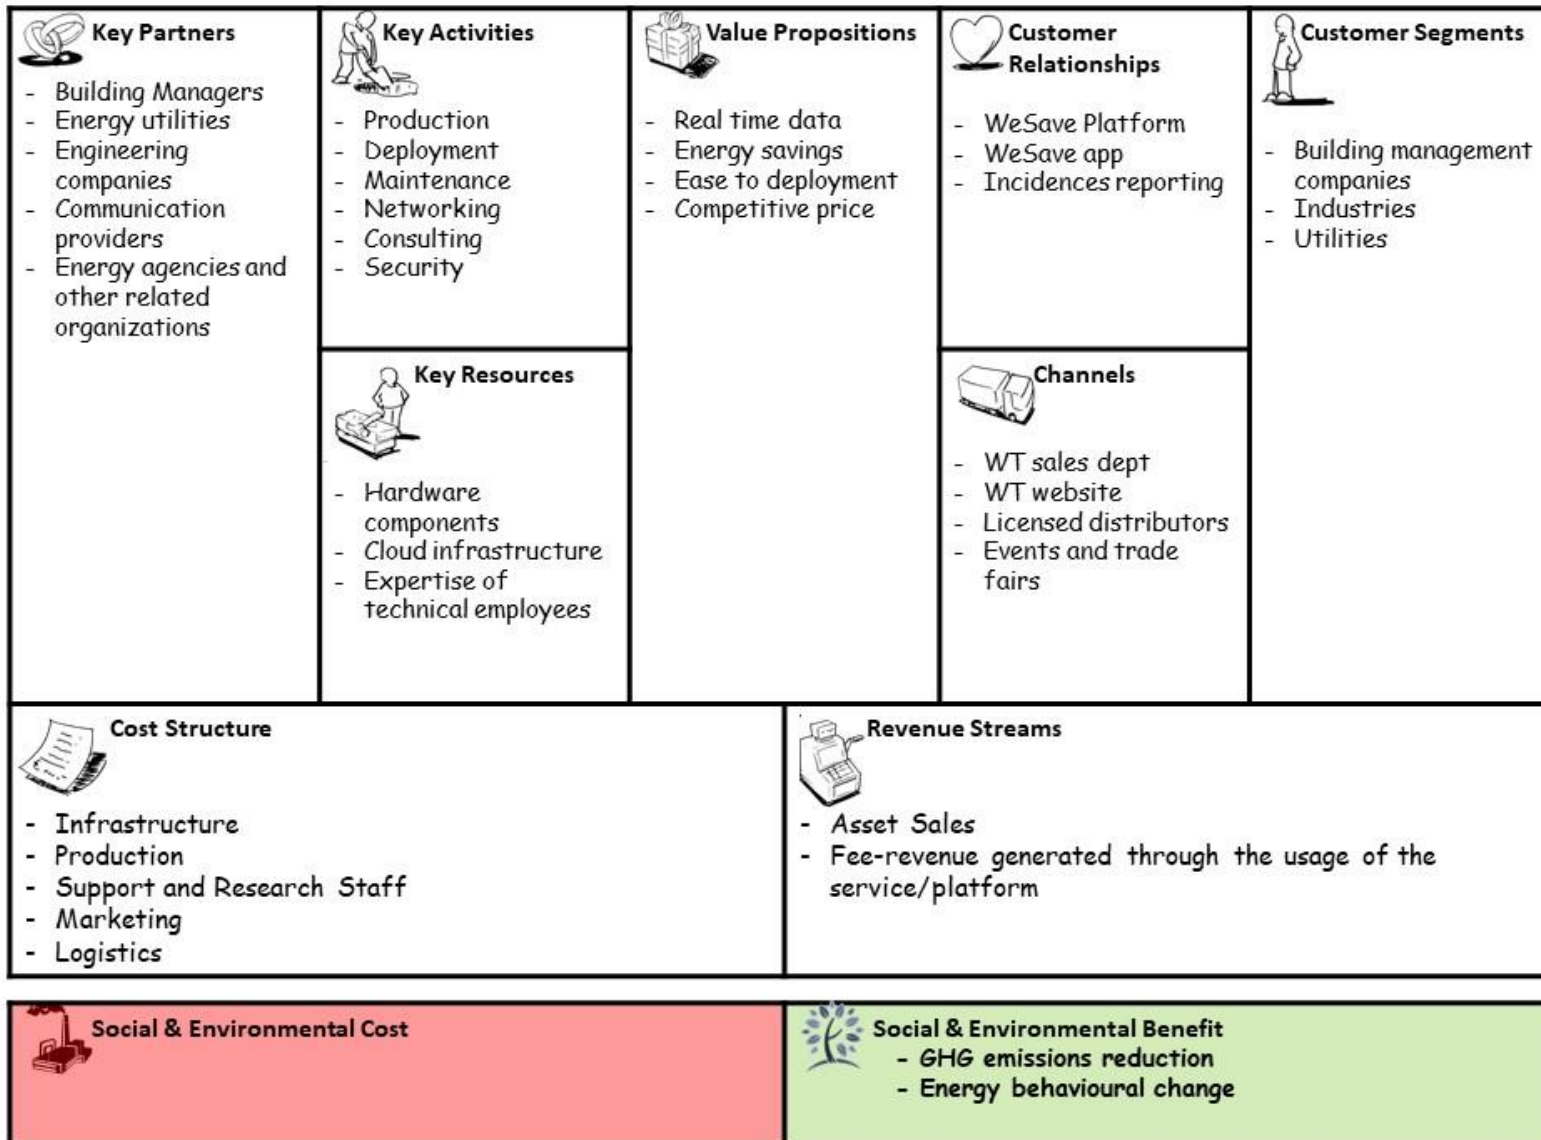 Key Partners
- Building Managers
- Energy utilities
- Engineering
companies
- Communication
providers
- Energy agencies and
other related
organizations
Key Activities
- Production
- Deployment
- Maintenance
- Networking
- Consulting
- Security
Key Resources
- Hardware
components
- Cloud infrastructure
- Expertise of
technical employees
Value Propositions
- Real time data
- Energy savings
- Ease to deployment
- Competitive price
Customer
Relationships
- WeSave Platform
- WeSave app
- Incidences reporting
Channels
- WT sales dept
- WT website
- Licensed distributors
- Events and trade
fairs
Customer Segments
- Building management
companies
- Industries
- Utilities
Cost Structure
- Infrastructure
- Production
- Support and Research Staff
- Marketing
- Logistics
Revenue Streams
- Asset Sales
- Fee-revenue generated through the usage of the
service/platform
Social & Environmental Cost
Social & Environmental Benefit
- GHG emissions reduction
- Energy behavioural change